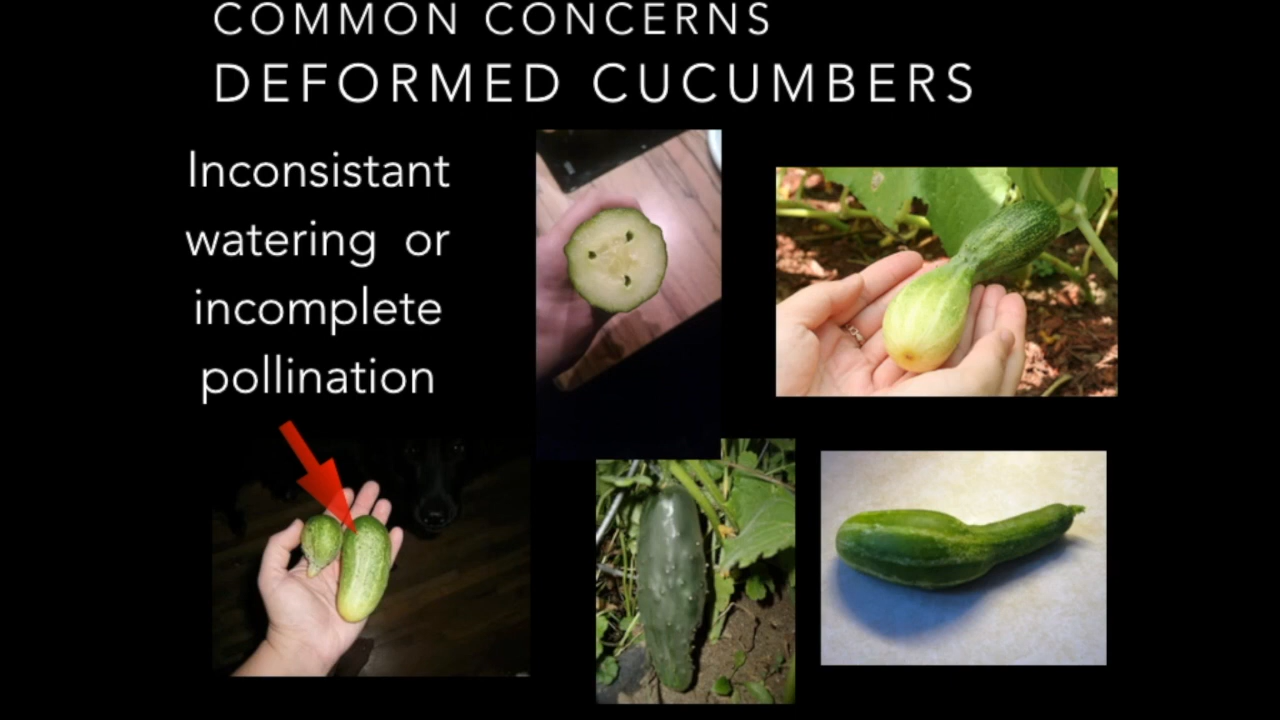 COMMON CONCERNS
DEFORMED CUCUMBERS
Inconsistant
watering or
incomplete
pollination